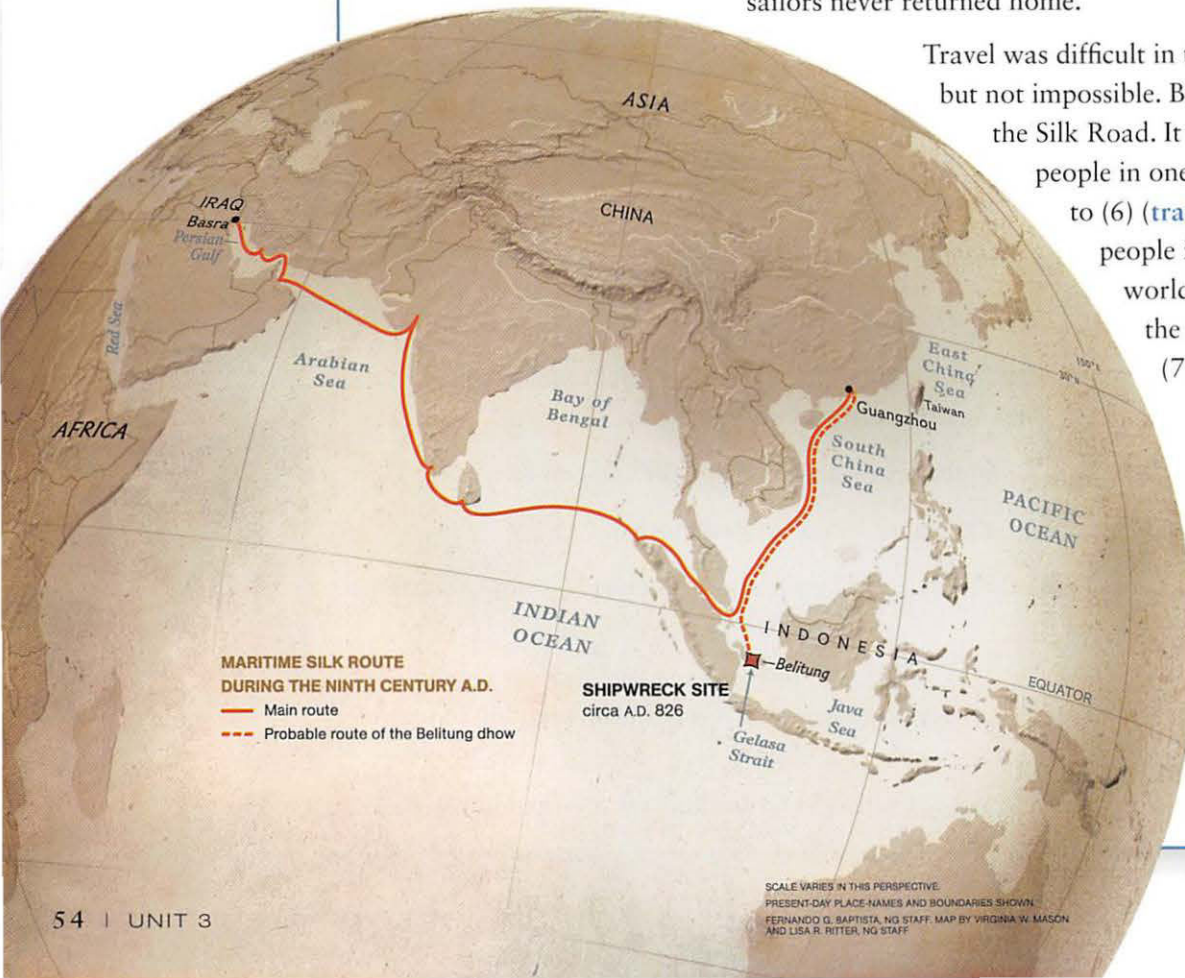 sailors never returned home.
Travel was difficult in t
but not impossible. B
the Silk Road. It
people in one
to (6) (tra
people i
world
the
(7
ASIA
CHINA
IRAQ
Basra
Persian
Gulf
Red Sea
Arabian
Sea
AFRICA
Bay of
Bengal
East
China
Sea
Taiwan
Guangzhou
South
China
Sea
150°E
30°N
PACIFIC
OCEAN
INDIAN
OCEAN
INDONESIA
Belitung
EQUATOR
Java
Sea
Gelasa
Strait
MARITIME SILK ROUTE
DURING THE NINTH CENTURY A.D.
Main route
Probable route of the Belitung dhow
SHIPWRECK SITE
circa A.D. 826
SCALE VARIES IN THIS PERSPECTIVE.
PRESENT-DAY PLACE-NAMES AND BOUNDARIES SHOWN.
FERNANDO G. BAPTISTA, NG STAFF. MAP BY VIRGINIA W. MASON
AND LISA R. RITTER, NG STAFF
54 | UNIT 3